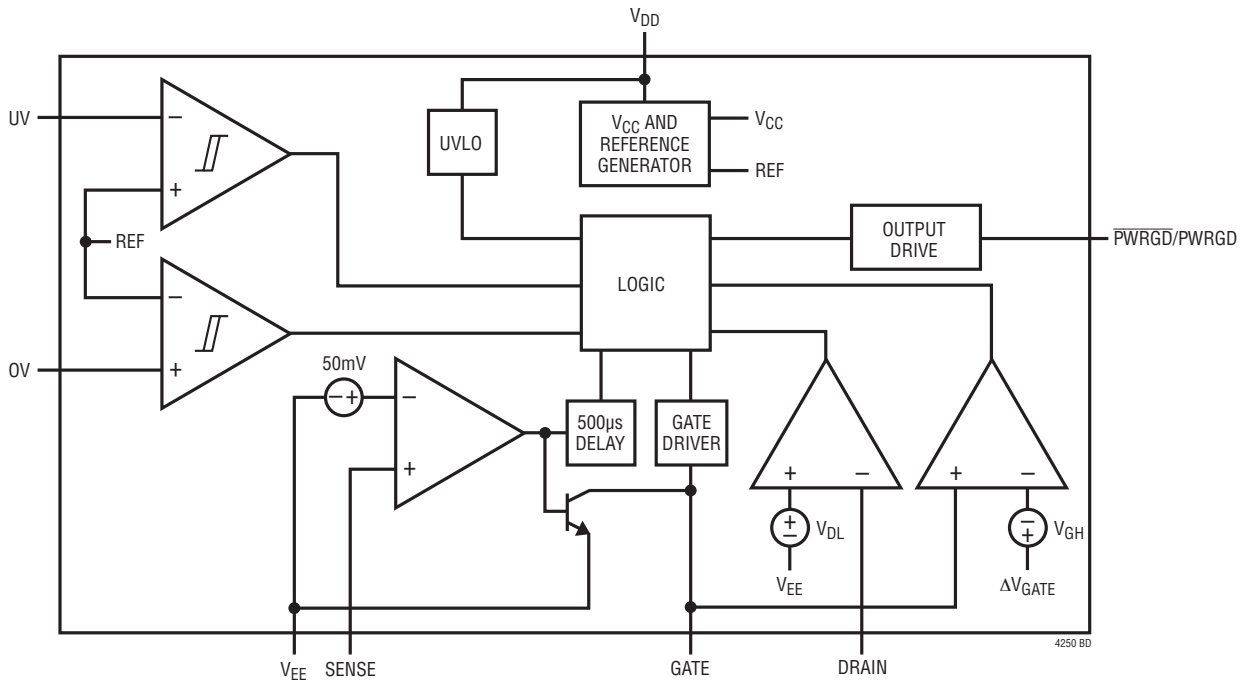 VDD
UV
−
+
UVLO
VCC AND
REFERENCE
GENERATOR
VCC
REF
REF
LOGIC
OUTPUT
DRIVE
PWRGD/PWRGD
−
+
OV
50mV
− +
−
+
500µs
DELAY
GATE
DRIVER
+ −
+ −
+
−
VDL
VEE
−
+
VGH
ΔVGATE
4250 BD
VEE
SENSE
GATE
DRAIN